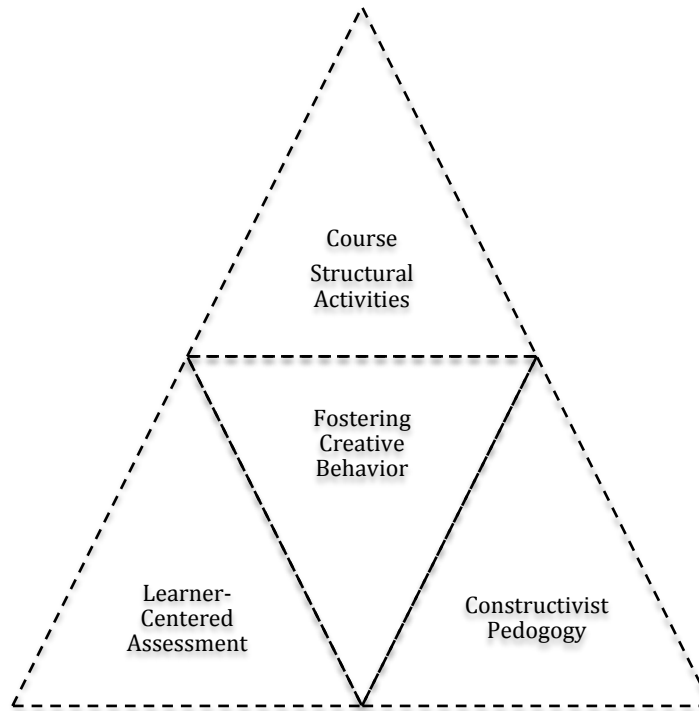 Course
Structural
Activities
Fostering
Creative
Behavior
Learner-
Centered
Assessment
Constructivist
Pedogogy